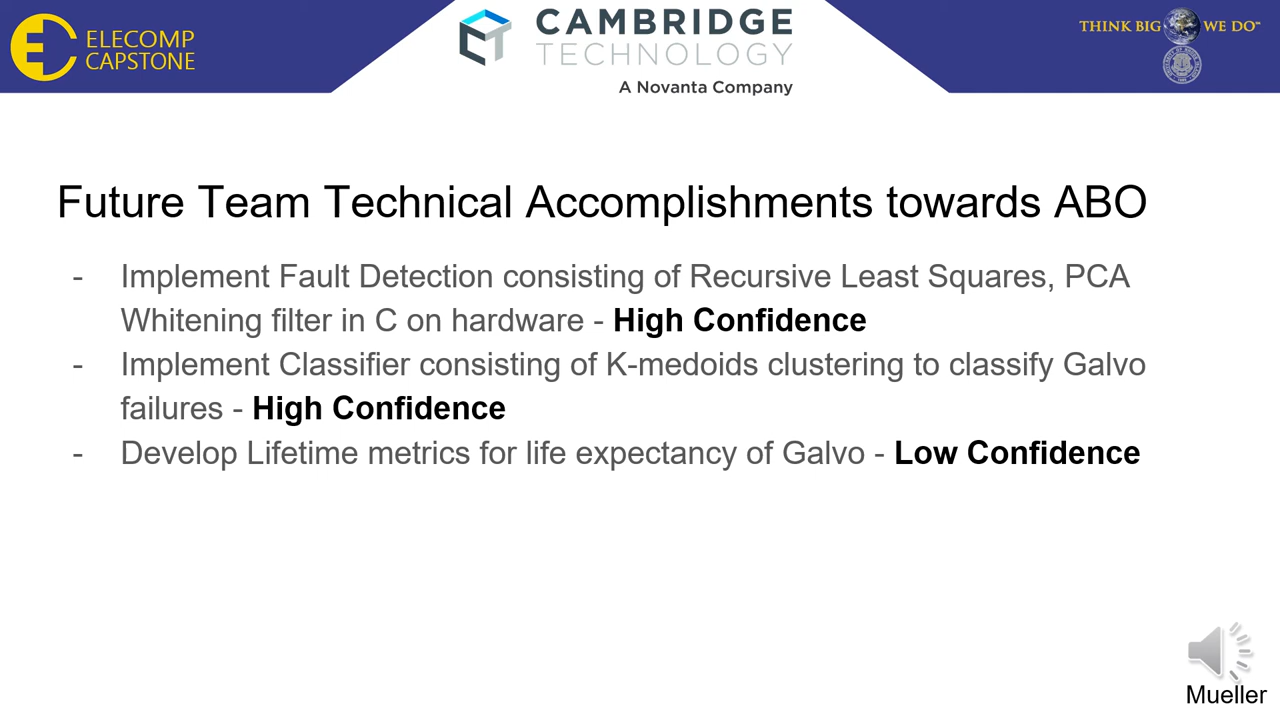 ELECOMP
CAPSTONE
CAMBRIDGE
TECHNOLOGY
A Novanta Company
THINK BIG WE DO℠
Future Team Technical Accomplishments towards ABO
- Implement Fault Detection consisting of Recursive Least Squares, PCA
Whitening filter in C on hardware - High Confidence
- Implement Classifier consisting of K-medoids clustering to classify Galvo
failures - High Confidence
- Develop Lifetime metrics for life expectancy of Galvo - Low Confidence
Mueller